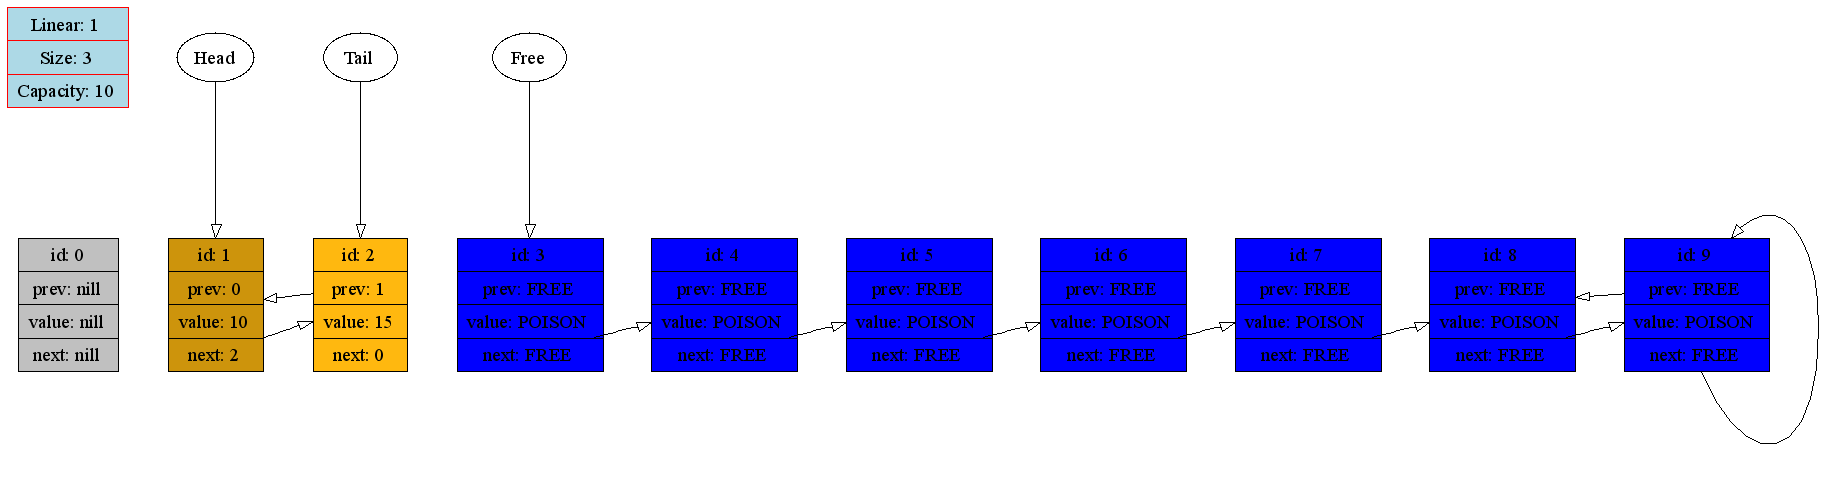 Linear: 1
Size: 3
Capacity: 10
Head
Tail
Free
id: 0
prev: nill
value: nill
next: nill
id: 1
prev: 0
value: 10
next: 2
id: 2
prev: 1
value: 15
next: 0
id: 3
prev: FREE
value: POISON
next: FREE
id: 4
prev: FREE
value: POISON
next: FREE
id: 5
prev: FREE
value: POISON
next: FREE
id: 6
prev: FREE
value: POISON
next: FREE
id: 7
prev: FREE
value: POISON
next: FREE
id: 8
prev: FREE
value: POISON
next: FREE
id: 9
prev: FREE
value: POISON
next: FREE